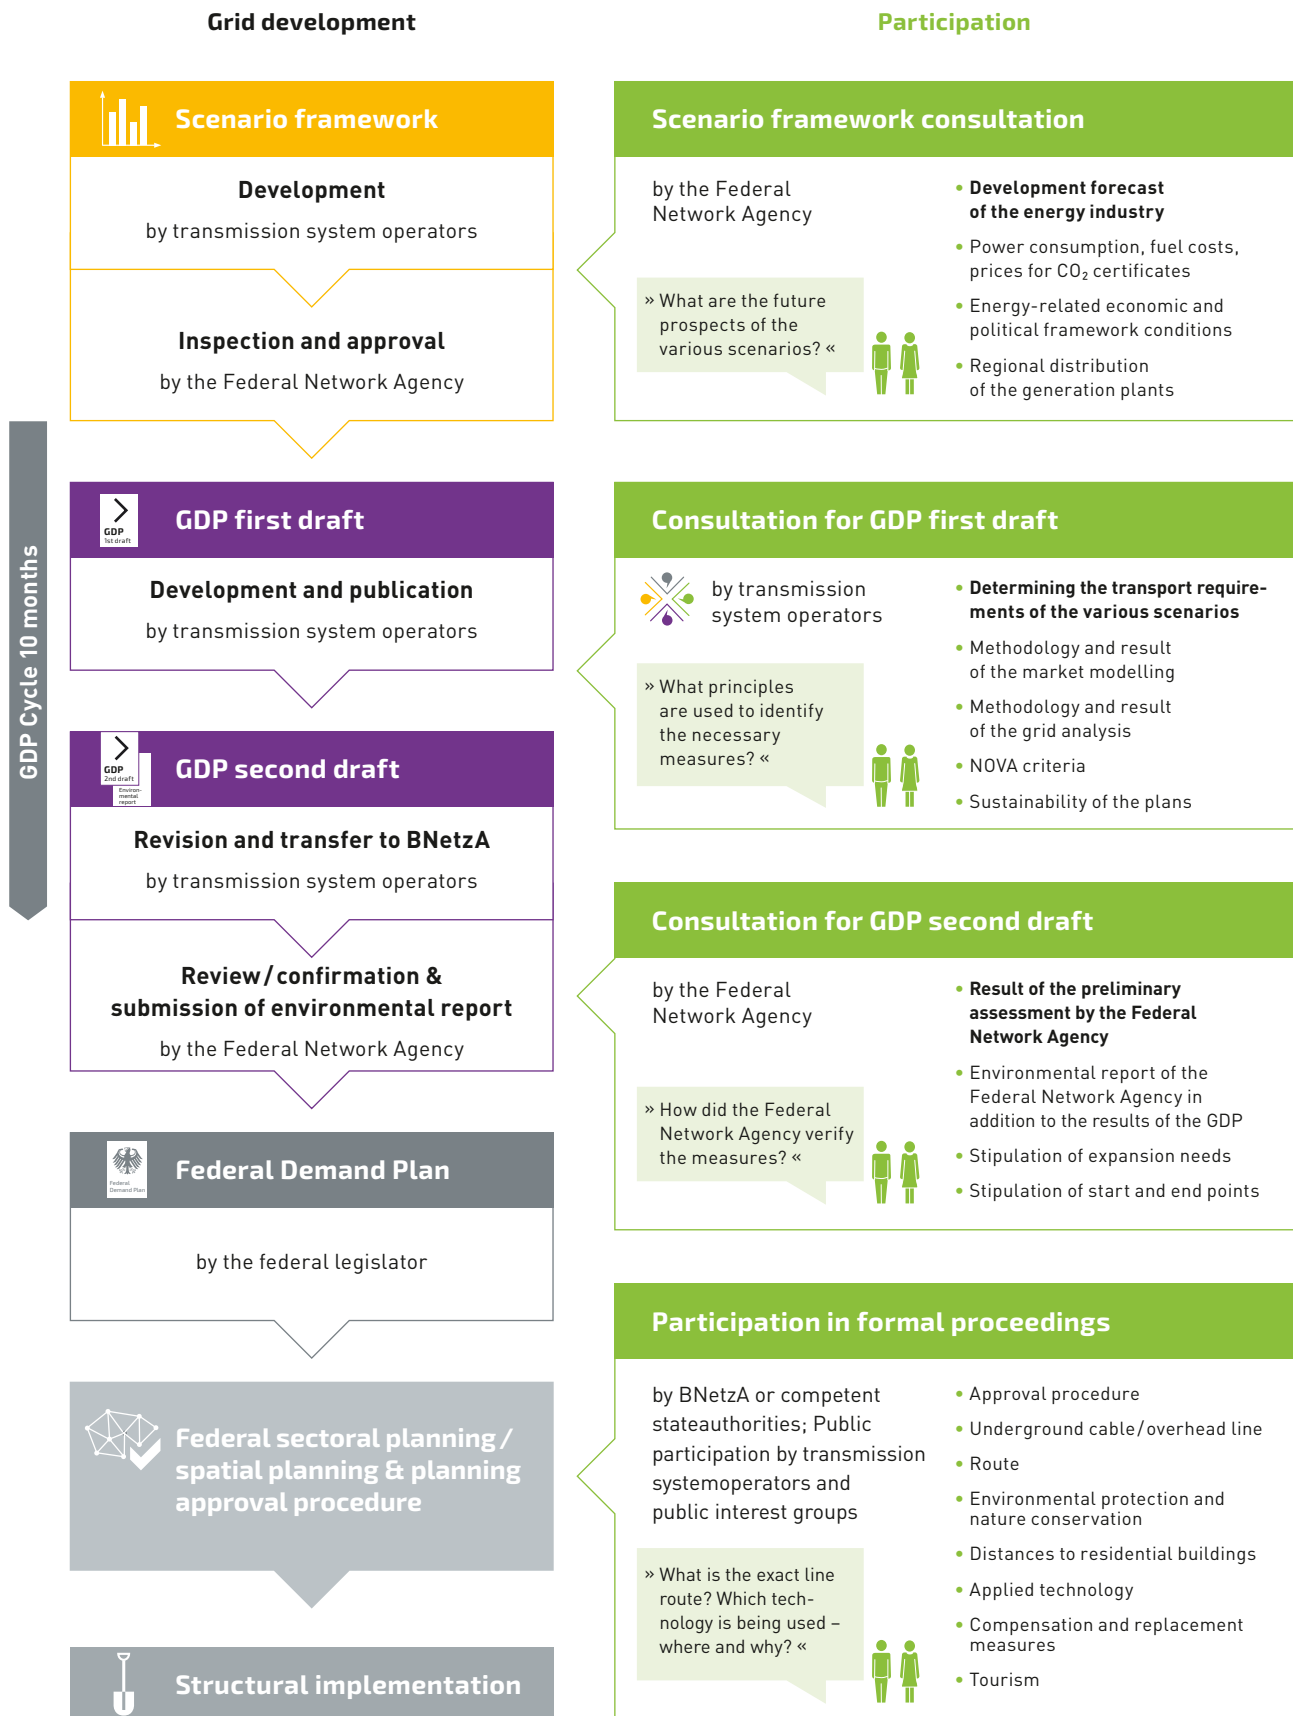 Grid development
Participation
Scenario framework
Development
by transmission system operators
Inspection and approval
by the Federal Network Agency
Scenario framework consultation
by the Federal
Network Agency
» What are the future
prospects of the
various scenarios? «
• Development forecast
of the energy industry
• Power consumption, fuel costs,
prices for CO₂ certificates
• Energy-related economic and
political framework conditions
• Regional distribution
of the generation plants
GDP Cycle 10 months
GDP
1st draft
GDP first draft
Development and publication
by transmission system operators
Consultation for GDP first draft
by transmission
system operators
» What principles
are used to identify
the necessary
measures? «
• Determining the transport require-
ments of the various scenarios
• Methodology and result
of the market modelling
• Methodology and result
of the grid analysis
• NOVA criteria
• Sustainability of the plans
GDP
2nd draft
Environ-
mental
report
GDP second draft
Revision and transfer to BNetzA
by transmission system operators
Review/confirmation &
submission of environmental report
by the Federal Network Agency
Consultation for GDP second draft
by the Federal
Network Agency
» How did the Federal
Network Agency verify
the measures? «
• Result of the preliminary
assessment by the Federal
Network Agency
• Environmental report of the
Federal Network Agency in
addition to the results of the GDP
• Stipulation of expansion needs
• Stipulation of start and end points
Federal
Demand Plan
Federal Demand Plan
by the federal legislator
Federal sectoral planning/
spatial planning & planning
approval procedure
Structural implementation
Participation in formal proceedings
by BNetzA or competent
stateauthorities; Public
participation by transmission
systemoperators and
public interest groups
» What is the exact line
route? Which tech-
nology is being used –
where and why? «
• Approval procedure
• Underground cable/overhead line
• Route
• Environmental protection and
nature conservation
• Distances to residential buildings
• Applied technology
• Compensation and replacement
measures
• Tourism